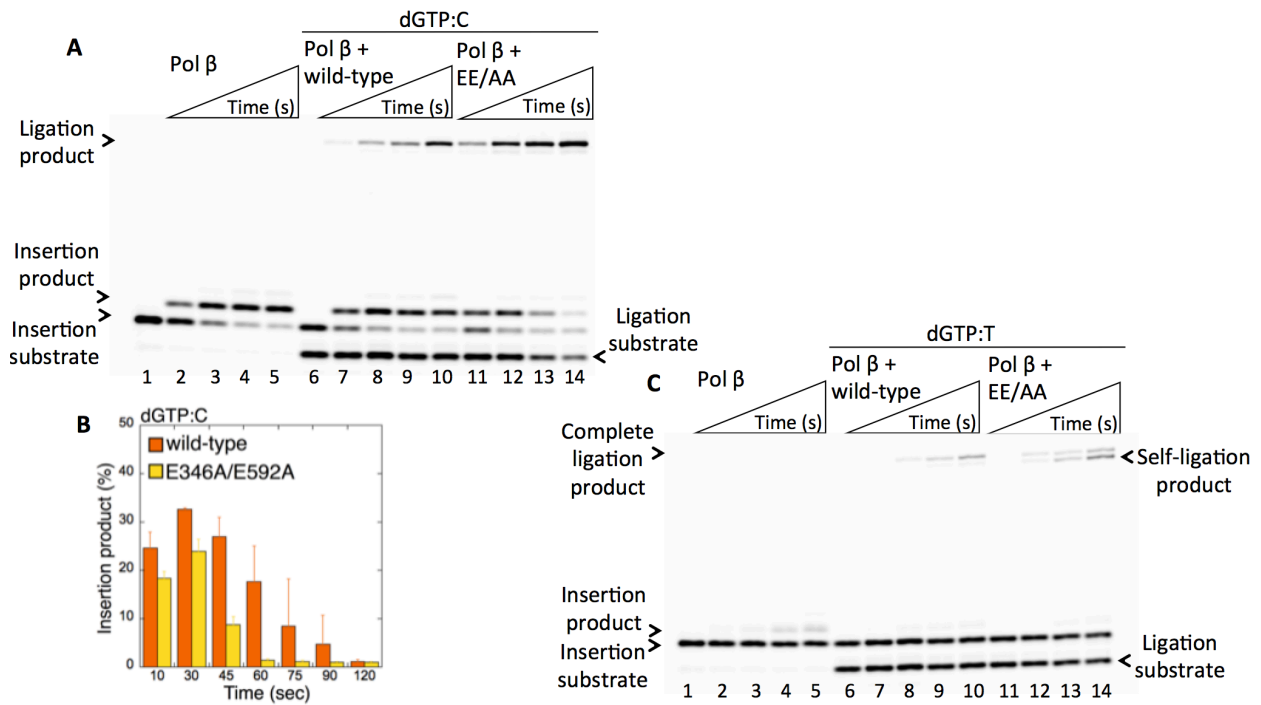 A
dGTP:C
Pol β
Pol β +
wild-type
Pol β +
EE/AA
Time (s)
Time (s)
Time (s)
Ligation
product
Insertion
product
Insertion
substrate
Ligation
substrate
1 2 3 4 5 6 7 8 9 10 11 12 13 14
B
dGTP:C
wild-type
E346A/E592A
Insertion product (%)
50
40
30
20
10
0
10 30 45 60 75 90 120
Time (sec)
C
dGTP:T
Pol β
Pol β +
wild-type
Pol β +
EE/AA
Time (s)
Time (s)
Time (s)
Complete
ligation
product
Self-ligation
product
Insertion
product
Insertion
substrate
Ligation
substrate
1 2 3 4 5 6 7 8 9 10 11 12 13 14